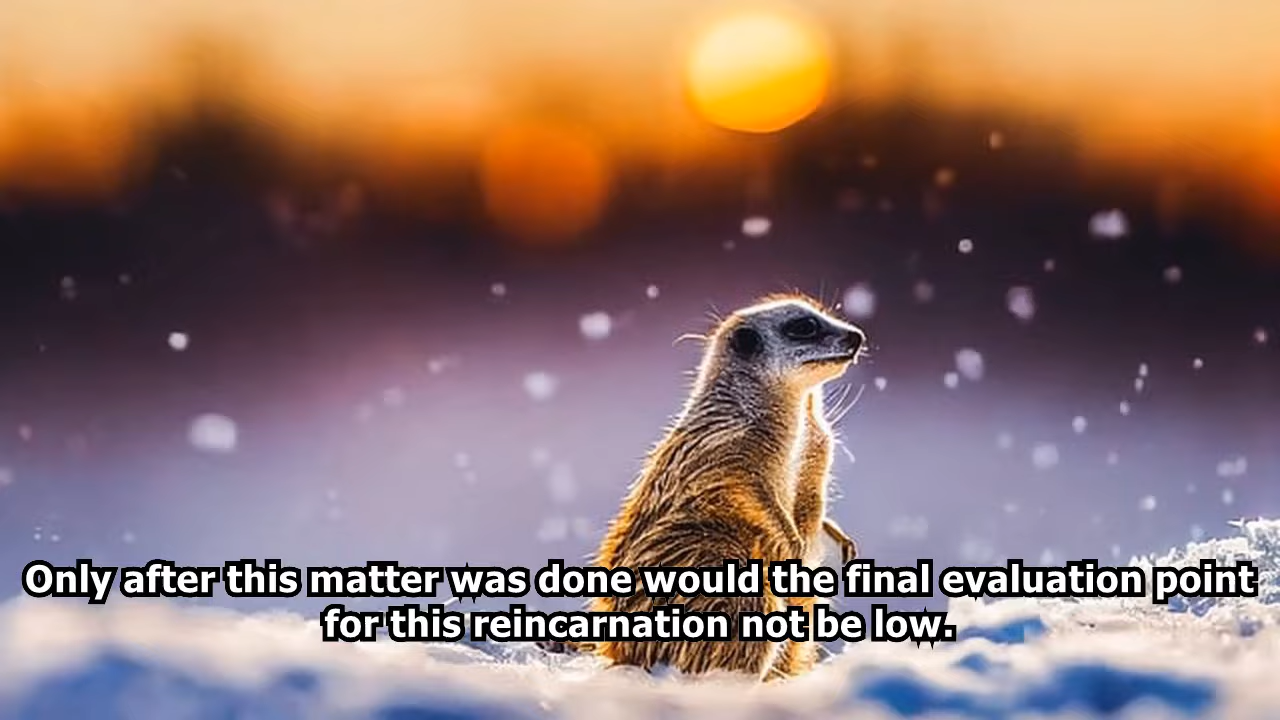 Only after this matter was done would the final evaluation point
for this reincarnation not be low.